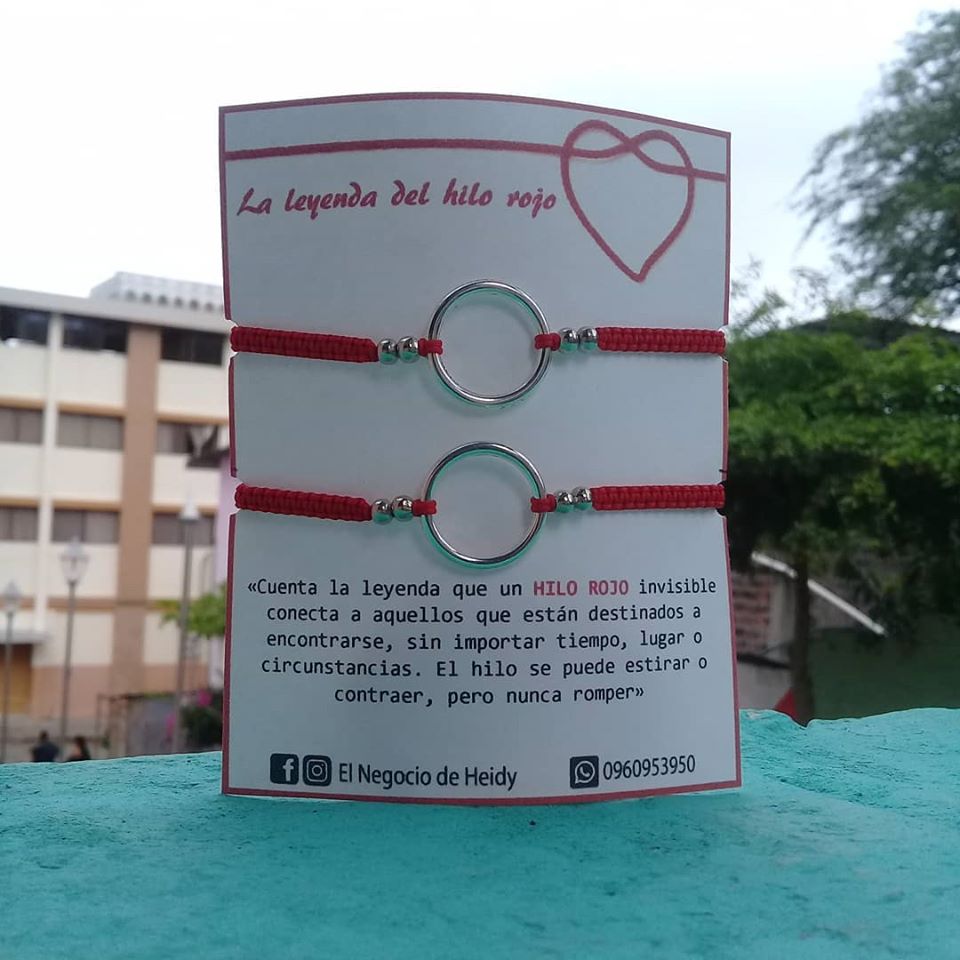 La leyenda del hilo rojo
«Cuenta la leyenda que un HILO ROJO invisible
conecta a aquellos que están destinados a
encontrarse, sin importar tiempo, lugar o
circunstancias. El hilo se puede estirar o
contraer, pero nunca romper»
El Negocio de Heidy 0960953950